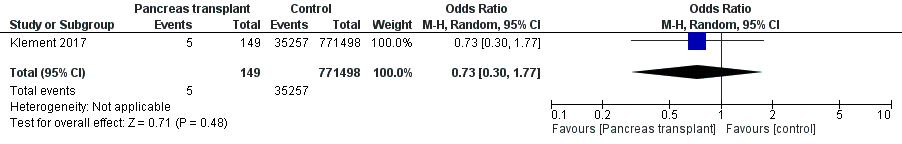 Pancreas transplant Control Odds Ratio Odds Ratio
Study or Subgroup Events Total Events Total Weight M-H, Random, 95% CI M-H, Random, 95% CI
Klement 2017 5 149 35257 771498 100.0% 0.73 [0.30, 1.77]
Total (95% CI) 149 771498 100.0% 0.73 [0.30, 1.77]
Total events 5 35257
Heterogeneity: Not applicable
Test for overall effect: Z = 0.71 (P = 0.48)
0.1 0.2 0.5 1 2 5 10
Favours [Pancreas transplant] Favours [control]